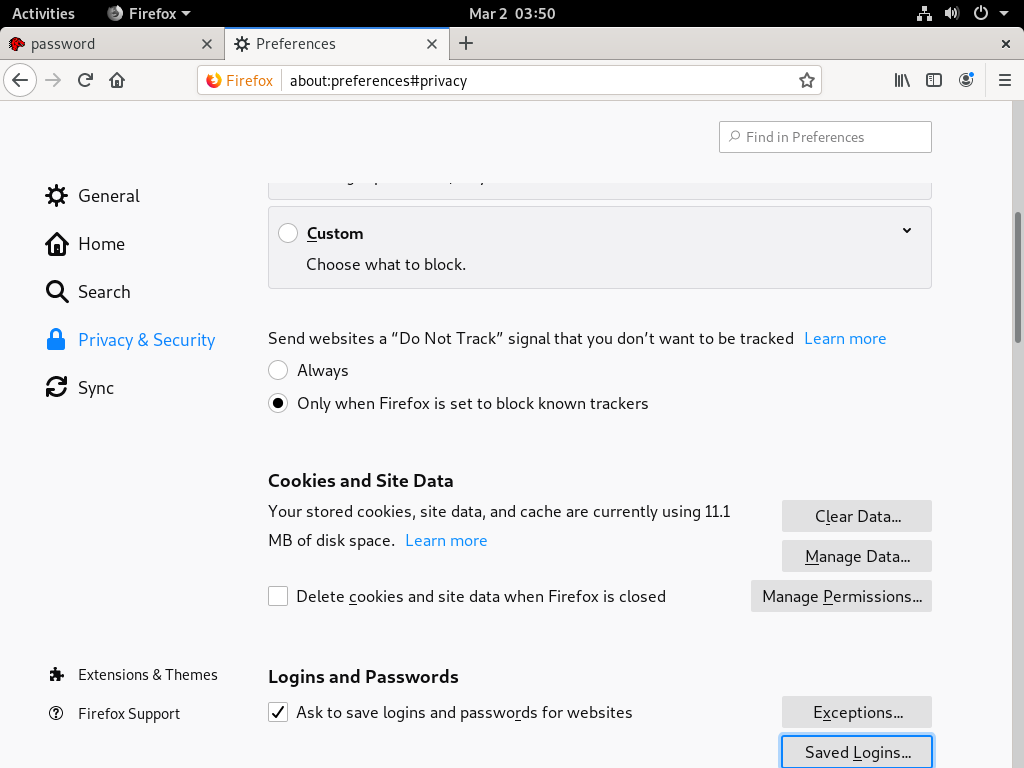 Activities Firefox Mar 2 03:50
password Preferences
Firefox about:preferences#privacy
Find in Preferences
General
Home
Search
Privacy & Security
Sync
Extensions & Themes
Firefox Support
Custom
Choose what to block.
Send websites a “Do Not Track” signal that you don’t want to be tracked Learn more
Always
Only when Firefox is set to block known trackers
Cookies and Site Data
Your stored cookies, site data, and cache are currently using 11.1
MB of disk space. Learn more
Clear Data...
Manage Data...
Delete cookies and site data when Firefox is closed
Manage Permissions...
Logins and Passwords
Ask to save logins and passwords for websites
Exceptions...
Saved Logins...